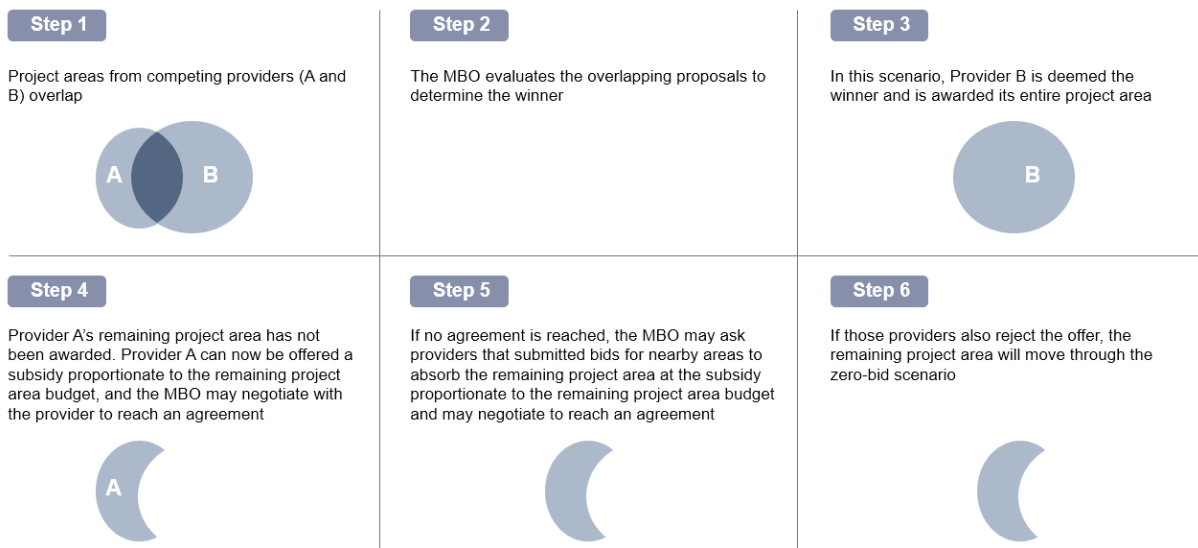 Step 1
Project areas from competing providers (A and
B) overlap
A
B
Step 2
The MBO evaluates the overlapping proposals to
determine the winner
Step 3
In this scenario, Provider B is deemed the
winner and is awarded its entire project area
B
Step 4
Provider A’s remaining project area has not
been awarded. Provider A can now be offered a
subsidy proportionate to the remaining project
area budget, and the MBO may negotiate with
the provider to reach an agreement
A
Step 5
If no agreement is reached, the MBO may ask
providers that submitted bids for nearby areas to
absorb the remaining project area at the subsidy
proportionate to the remaining project area budget
and may negotiate to reach an agreement
Step 6
If those providers also reject the offer, the
remaining project area will move through the
zero-bid scenario